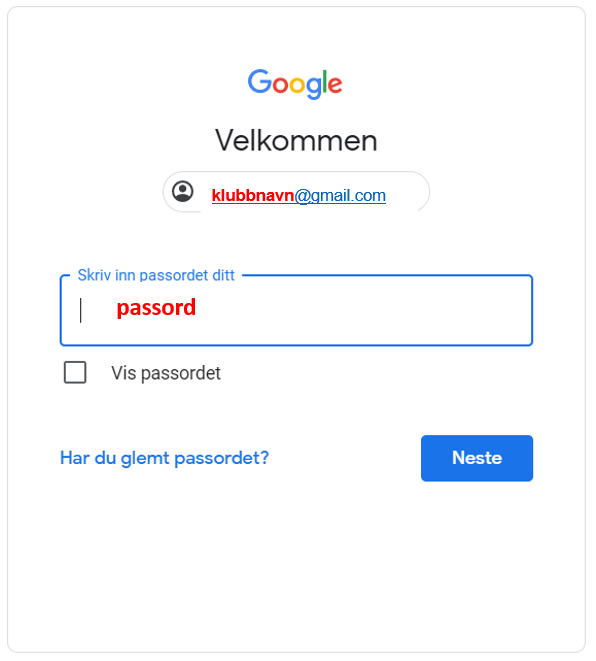 Google
Velkommen
klubbnavn@gmail.com
Skriv inn passordet ditt
passord
Vis passordet
Har du glemt passordet?
Neste